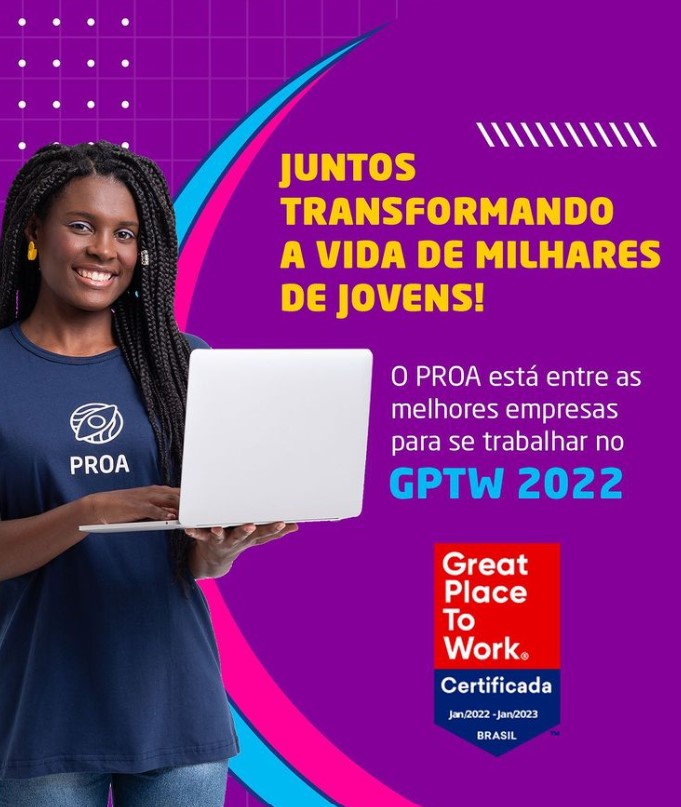 JUNTOS
TRANSFORMANDO
A VIDA DE MILHARES
DE JOVENS!
O PROA está entre as
melhores empresas
para se trabalhar no
GPTW 2022
PROA
Great
Place
To
Work®
Certificada
Jan/2022 - Jan/2023
BRASIL
™